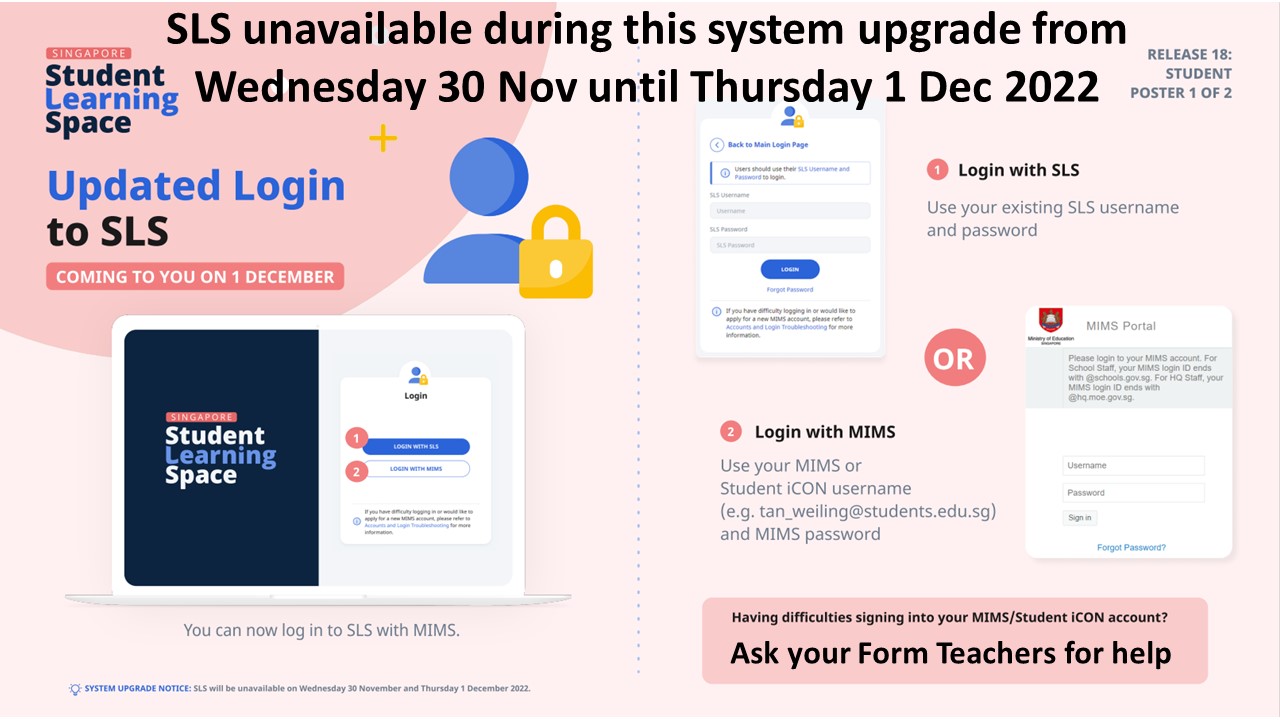 SLS unavailable during this system upgrade from
Wednesday 30 Nov until Thursday 1 Dec 2022
SINGAPORE
Student
Learning
Space
RELEASE 18:
STUDENT
POSTER 1 OF 2
Updated Login
to SLS
COMING TO YOU ON 1 DECEMBER
SINGAPORE
Student
Learning
Space
Login
1
LOGIN WITH SLS
2
LOGIN WITH MIMS
If you have difficulty logging in or would like to
apply for a new MIMS account, please refer to
Accounts and Login Troubleshooting for more
information.
You can now log in to SLS with MIMS.
SYSTEM UPGRADE NOTICE: SLS will be unavailable on Wednesday 30 November and Thursday 1 December 2022.
Back to Main Login Page
Users should use their SLS Username and
Password to login.
SLS Username
Username
SLS Password
SLS Password
LOGIN
Forgot Password
If you have difficulty logging in or would like to
apply for a new MIMS account, please refer to
Accounts and Login Troubleshooting for more
information.
1 Login with SLS
Use your existing SLS username
and password
OR
2 Login with MIMS
Use your MIMS or
Student iCON username
(e.g. tan_weiling@students.edu.sg)
and MIMS password
Ministry of Education
SINGAPORE
MIMS Portal
Please login to your MIMS account. For
School Staff, your MIMS login ID ends
with @schools.gov.sg. For HQ Staff, your
MIMS login ID ends with
@hq.moe.gov.sg.
Username
Password
Sign in
Forgot Password?
Having difficulties signing into your MIMS/Student iCON account?
Ask your Form Teachers for help